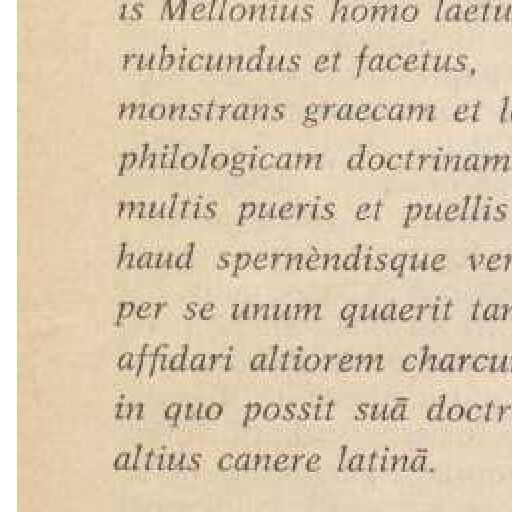 is Mellonius homo laetu
rubicundus et facetus,
monstrans graecam et l
philologicam doctrinam
multis pueris et puellis
haud spernèndisque ver
per se unum quaerit tan
affidari altiorem charcu
in quo possit suā doctr
altius canere latinā.